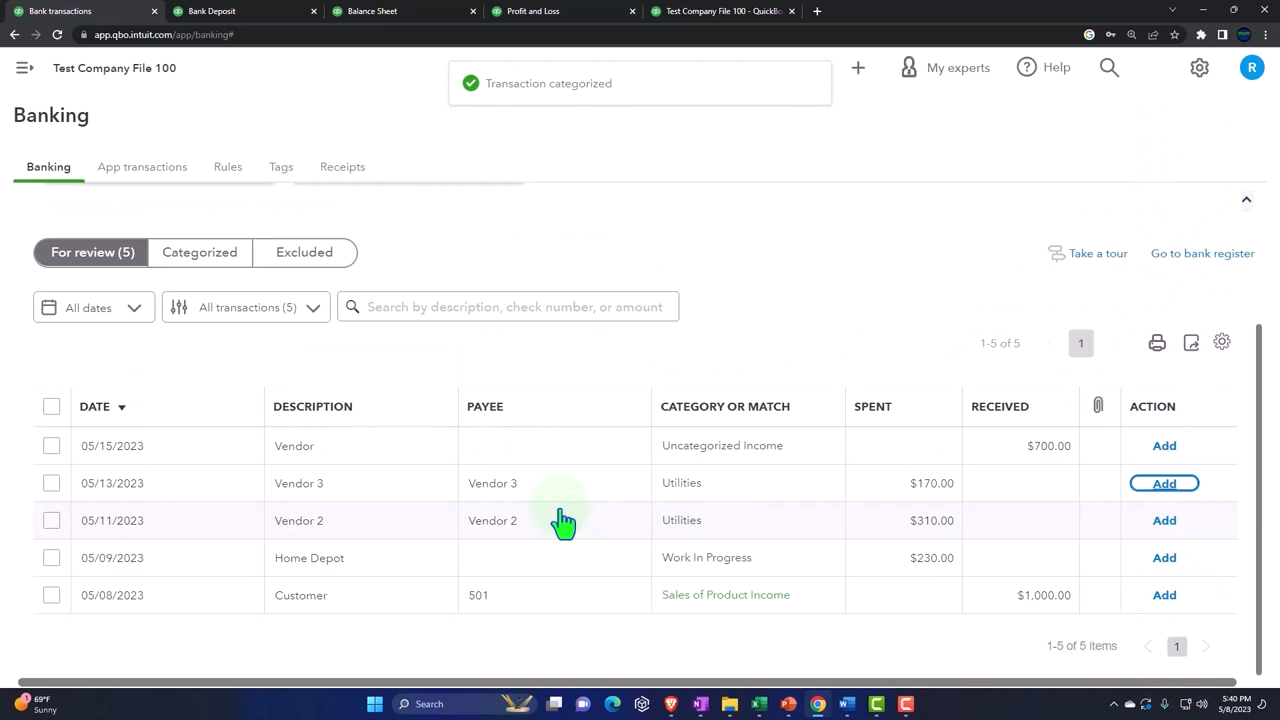 Bank transactions
Bank Deposit
Balance Sheet
Profit and Loss
Test Company File 100 - QuickBo
app.qbo.intuit.com/app/banking#
Test Company File 100
Transaction categorized
My experts
Help
R
Banking
Banking
App transactions
Rules
Tags
Receipts
For review (5)
Categorized
Excluded
Take a tour
Go to bank register
All dates
All transactions (5)
Search by description, check number, or amount
1-5 of 5
1
DATE DESCRIPTION PAYEE CATEGORY OR MATCH SPENT RECEIVED ACTION
05/15/2023 Vendor Uncategorized Income $700.00 Add
05/13/2023 Vendor 3 Vendor 3 Utilities $170.00 Add
05/11/2023 Vendor 2 Vendor 2 Utilities $310.00 Add
05/09/2023 Home Depot Work In Progress $230.00 Add
05/08/2023 Customer 501 Sales of Product Income $1,000.00 Add
1-5 of 5 items
1
69°F
Sunny
Search
5:40 PM
5/8/2023